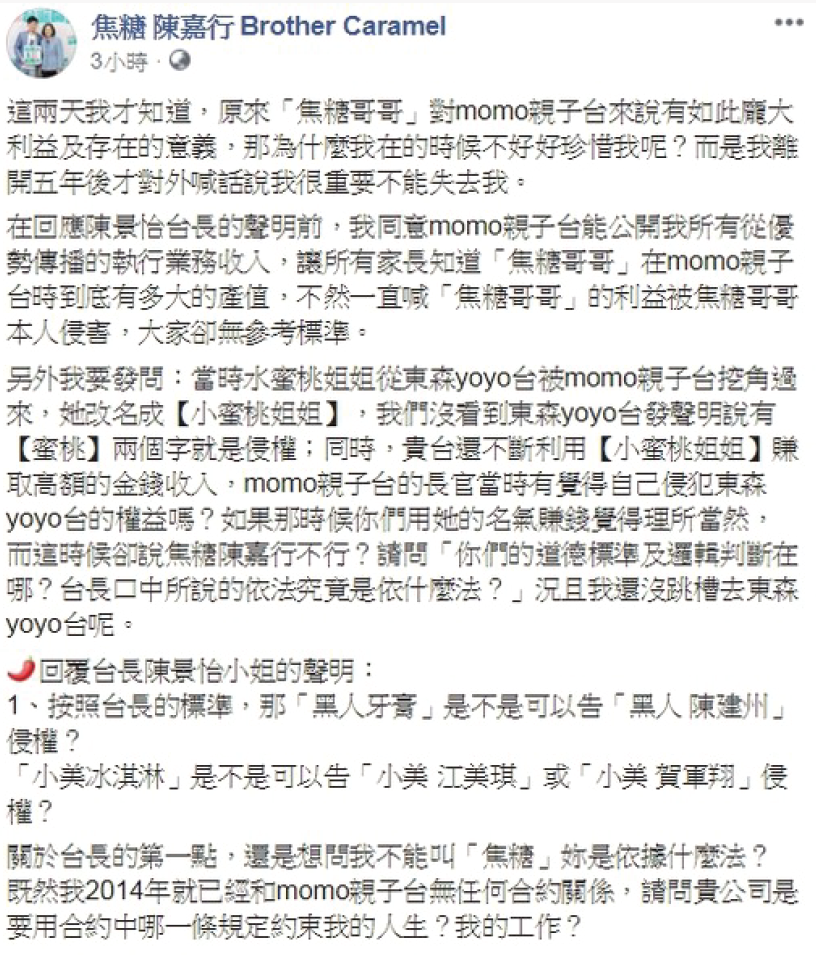 焦糖 陳嘉行 Brother Caramel
3小時 ·
這兩天我才知道，原來「焦糖哥哥」對momo親子台來說有如此龐大
利益及存在的意義，那為什麼我在的時候不好好珍惜我呢？而是我離
開五年後才對外喊話說我很重要不能失去我。
在回應陳景怡台長的聲明前，我同意momo親子台能公開我所有從優
勢傳播的執行業務收入，讓所有家長知道「焦糖哥哥」在momo親子
台時到底有多大的產值，不然一直喊「焦糖哥哥」的利益被焦糖哥哥
本人侵害，大家卻無參考標準。
另外我要發問：當時水蜜桃姐姐從東森yoyo台被momo親子台挖角過
來，她改名成【小蜜桃姐姐】，我們沒看到東森yoyo台發聲明說有
【蜜桃】兩個字就是侵權；同時，貴台還不斷利用【小蜜桃姐姐】賺
取高額的金錢收入，momo親子台的長官當時有覺得自己侵犯東森
yoyo台的權益嗎？如果那時候你們用她的名氣賺錢覺得理所當然，
而這時候卻說焦糖陳嘉行不行？請問「你們的道德標準及邏輯判斷在
哪？台長口中所說的依法究竟是依什麼法？」況且我還沒跳槽去東森
yoyo台呢。
🌶️回覆台長陳景怡小姐的聲明：
1、按照台長的標準，那「黑人牙膏」是不是可以告「黑人 陳建州」
侵權？
「小美冰淇淋」是不是可以告「小美 江美琪」或「小美 賀軍翔」侵
權？
關於台長的第一點，還是想問我不能叫「焦糖」妳是依據什麼法？
既然我2014年就已經和momo親子台無任何合約關係，請問貴公司是
要用合約中哪一條規定約束我的人生？我的工作？